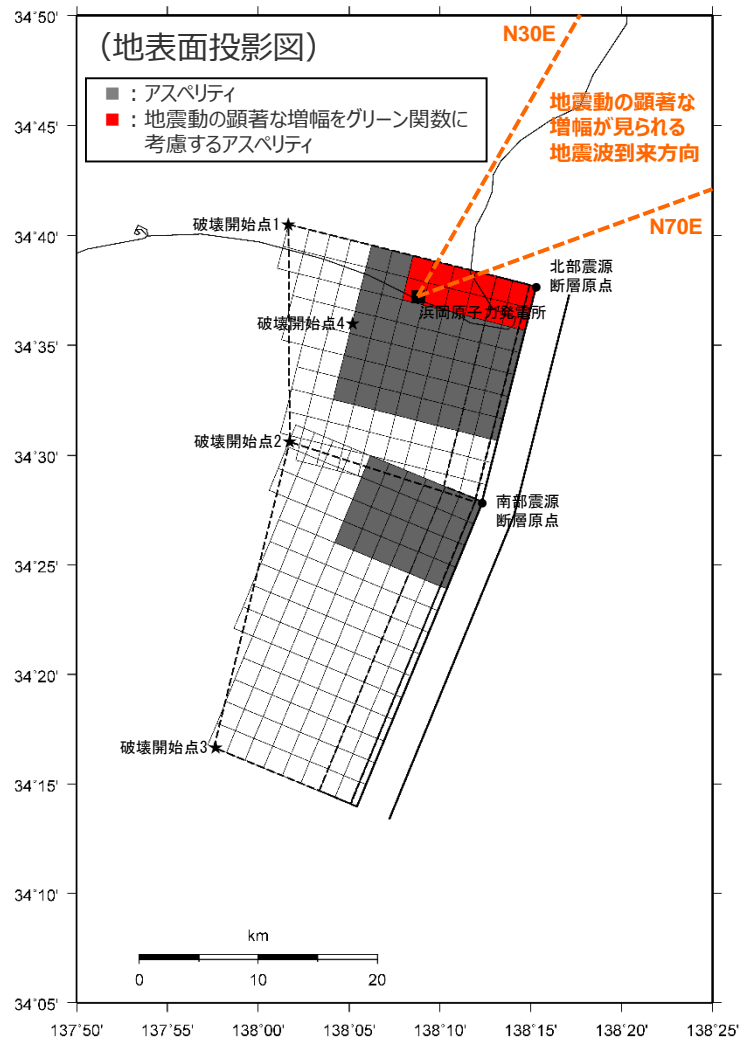 34°50'
(地表面投影図)
N30E
■ : アスペリティ
■ : 地震動の顕著な増幅をグリーン関数に
考慮するアスペリティ
地震動の顕著な
増幅が見られる
地震波到来方向
34°45'
N70E
破壊開始点1
34°40'
北部震源
断層原点
浜岡原子力発電所
破壊開始点4
34°35'
破壊開始点2
34°30'
南部震源
断層原点
34°25'
34°20'
破壊開始点3
34°15'
34°10'
km
0 10 20
34°05'
137°50' 137°55' 138°00' 138°05' 138°10' 138°15' 138°20' 138°25'